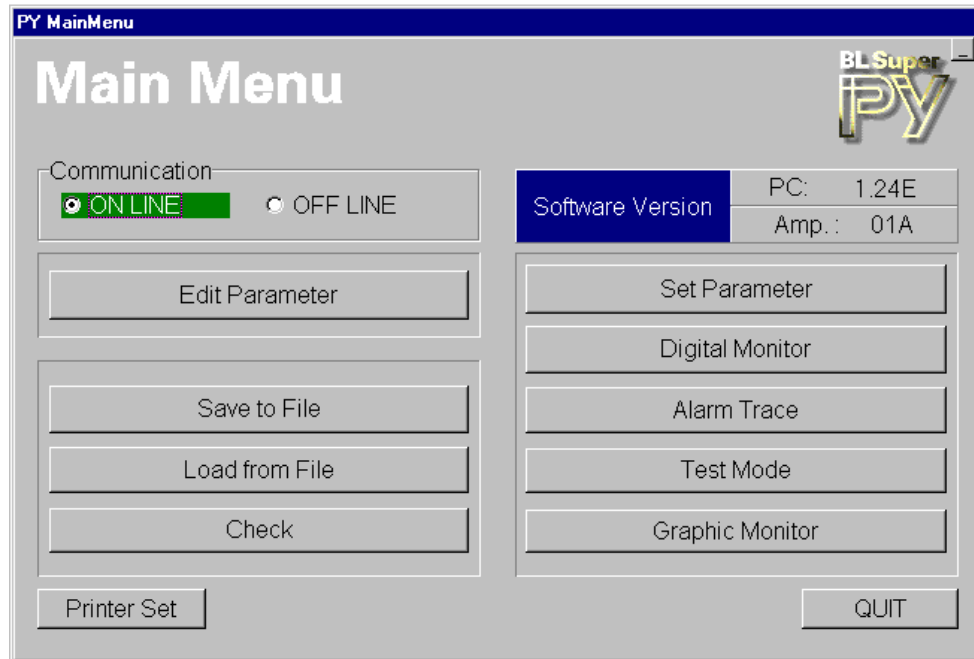 PY MainMenu
Main Menu
BL Super
PY
Communication
ON LINE
OFF LINE
Software Version
PC: 1.24E
Amp.: 01A
Edit Parameter
Save to File
Load from File
Check
Set Parameter
Digital Monitor
Alarm Trace
Test Mode
Graphic Monitor
Printer Set
QUIT